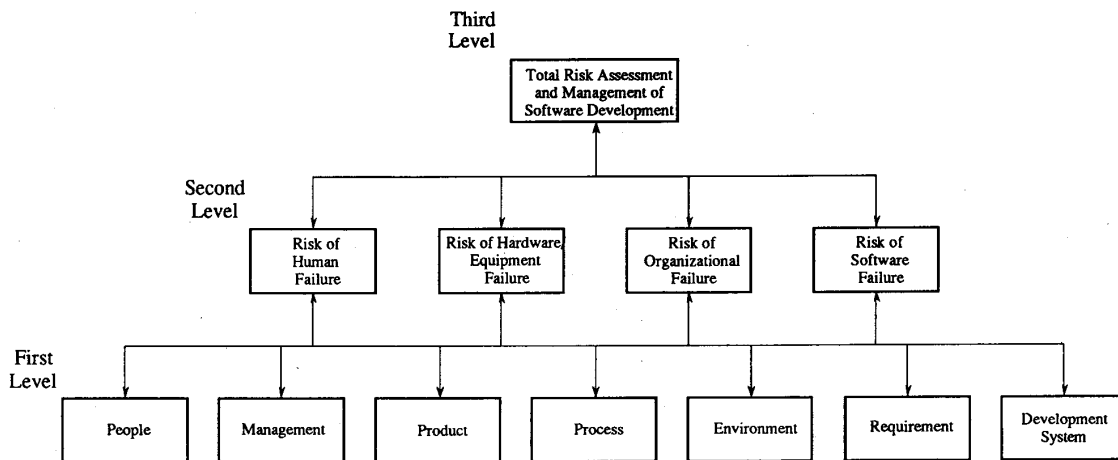 Third
Level
Total Risk Assessment
and Management of
Software Development
Second
Level
Risk of
Human
Failure
Risk of Hardware,
Equipment
Failure
Risk of
Organizational
Failure
Risk of
Software
Failure
First
Level
People
Management
Product
Process
Environment
Requirement
Development
System